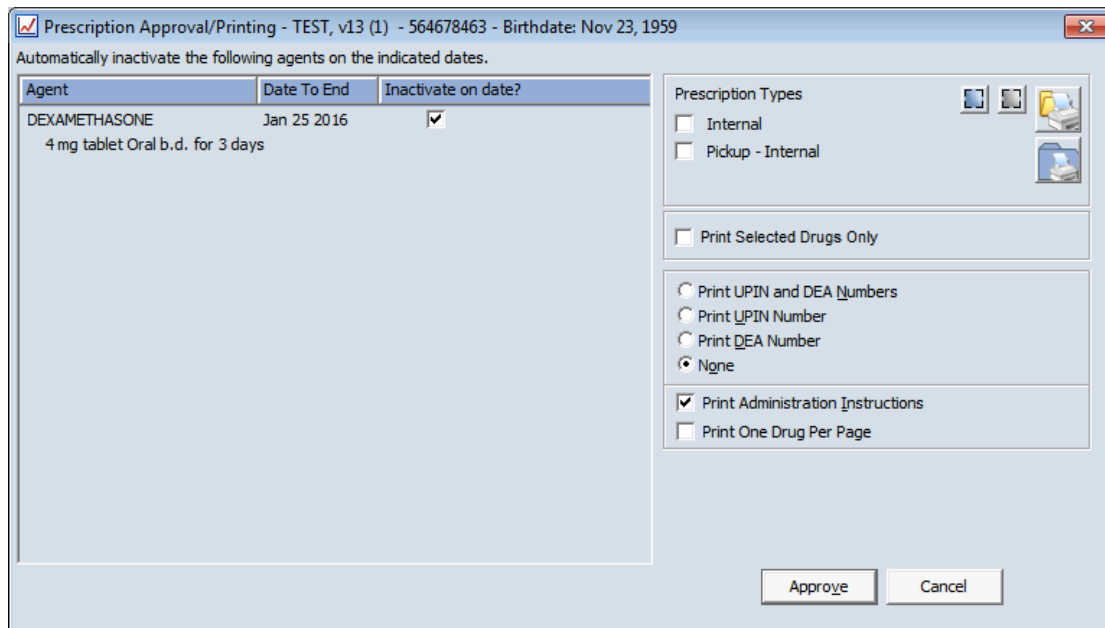 Prescription Approval/Printing - TEST, v13 (1) - 564678463 - Birthdate: Nov 23, 1959
Automatically inactivate the following agents on the indicated dates.
Agent Date To End Inactivate on date?
DEXAMETHASONE Jan 25 2016
4 mg tablet Oral b.d. for 3 days
Prescription Types
Internal
Pickup - Internal
Print Selected Drugs Only
Print UPIN and DEA Numbers
Print UPIN Number
Print DEA Number
None
Print Administration Instructions
Print One Drug Per Page
Approve Cancel